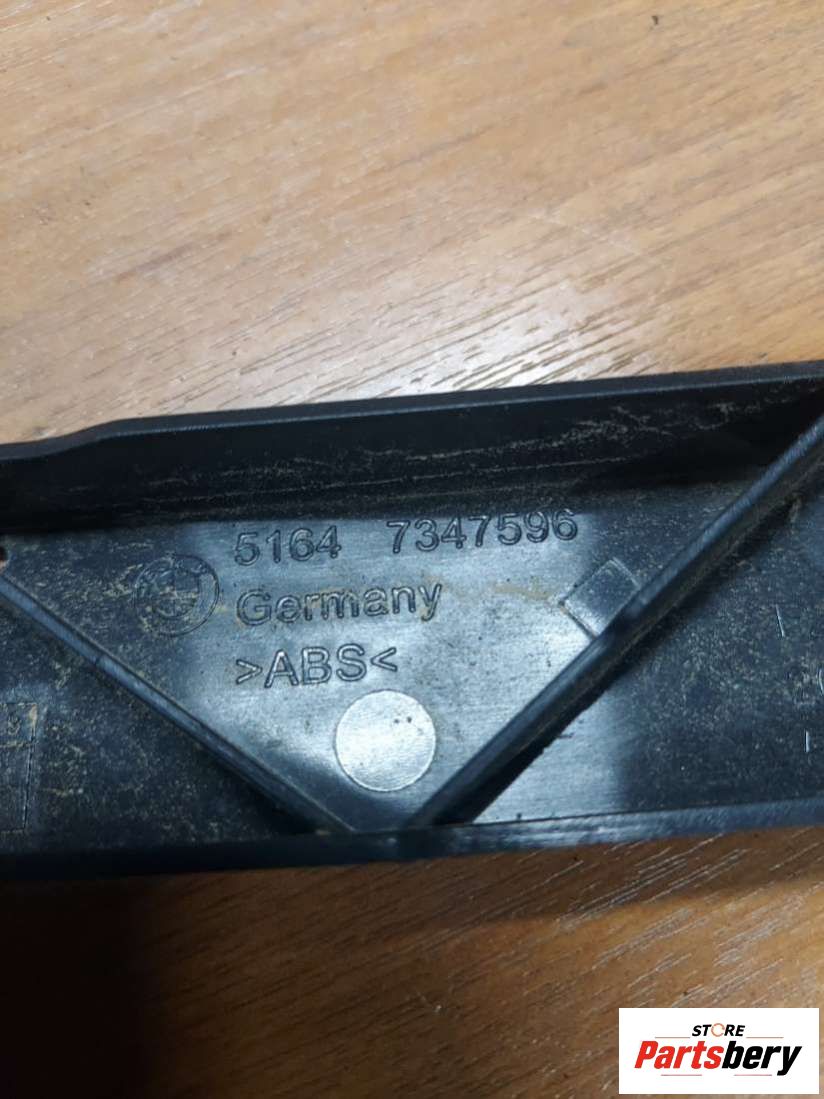 5164 7347596
Germany
>ABS<
STORE
Partsbery